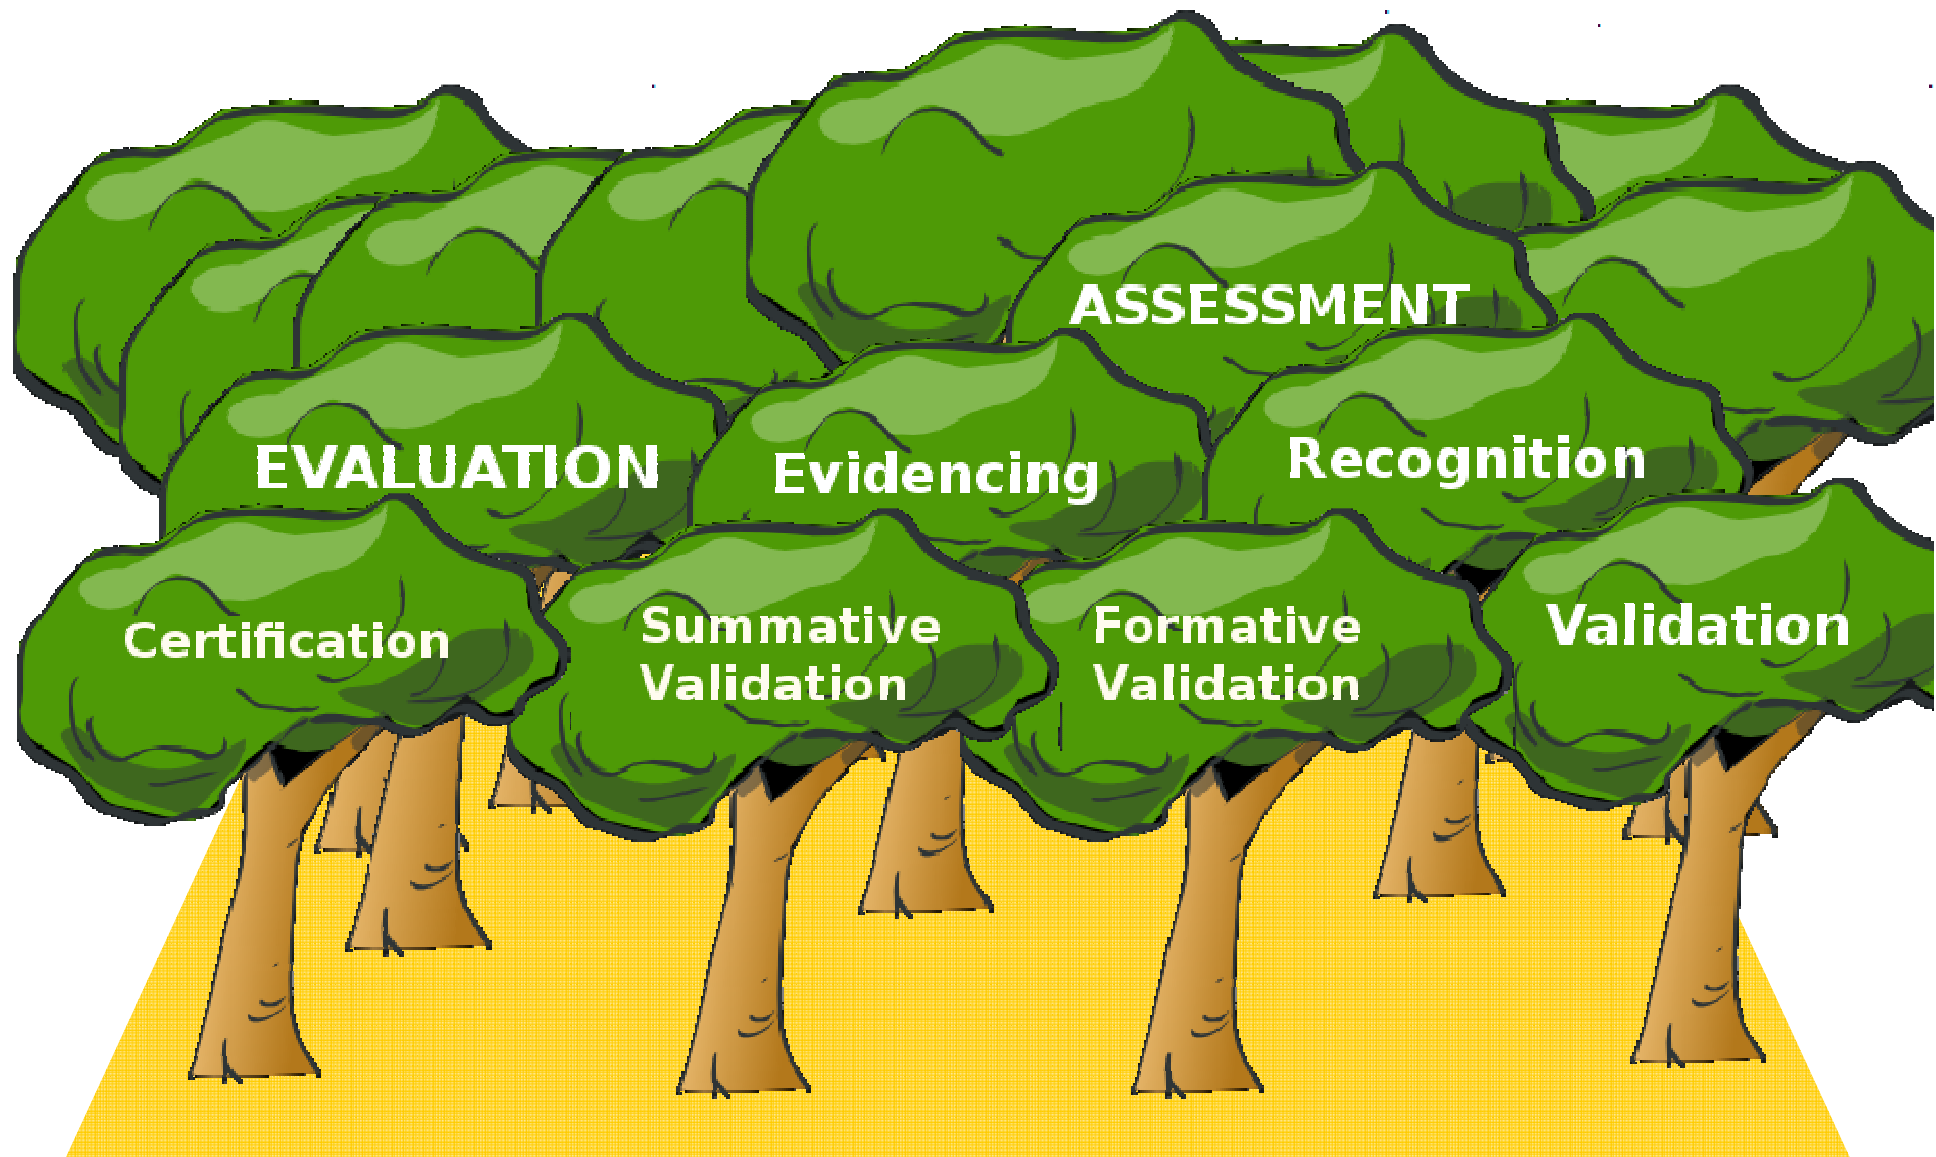 ASSESSMENT
EVALUATION
Evidencing
Recognition
Certification
Summative
Validation
Formative
Validation
Validation